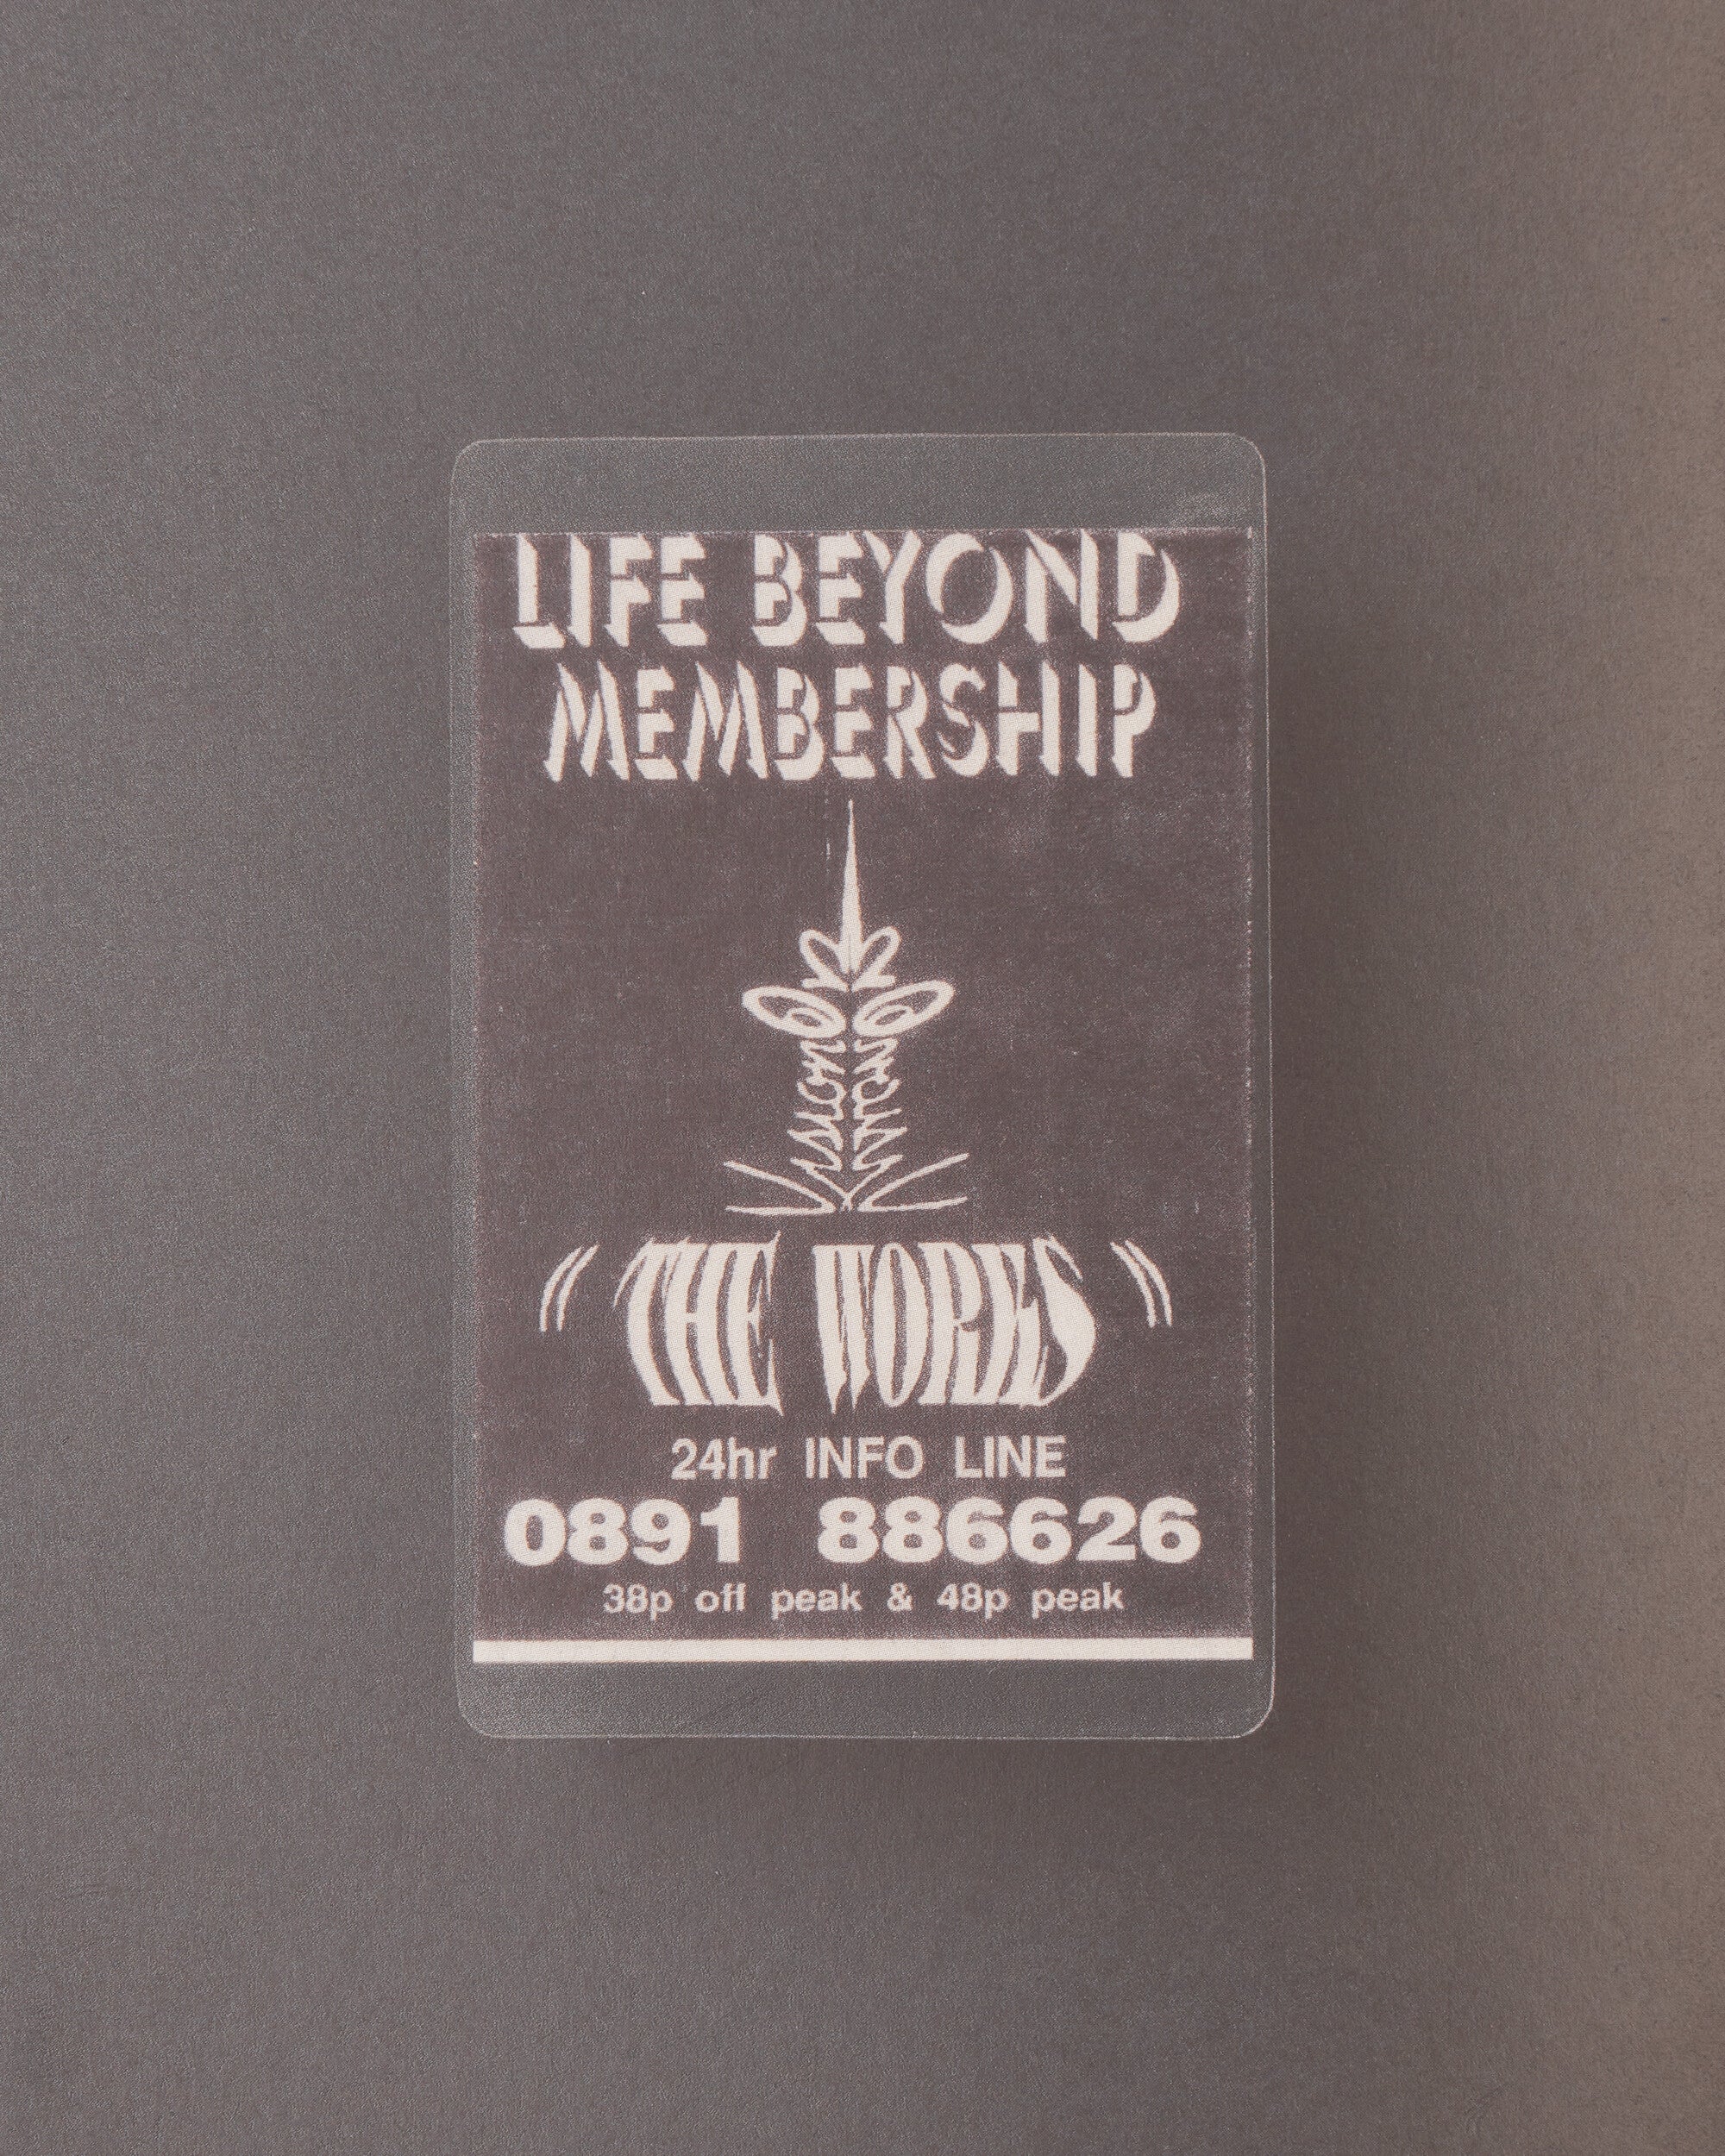 LIFE BEYOND
MEMBERSHIP
"THE WORKS"
24hr INFO LINE
0891 886626
38p off peak & 48p peak